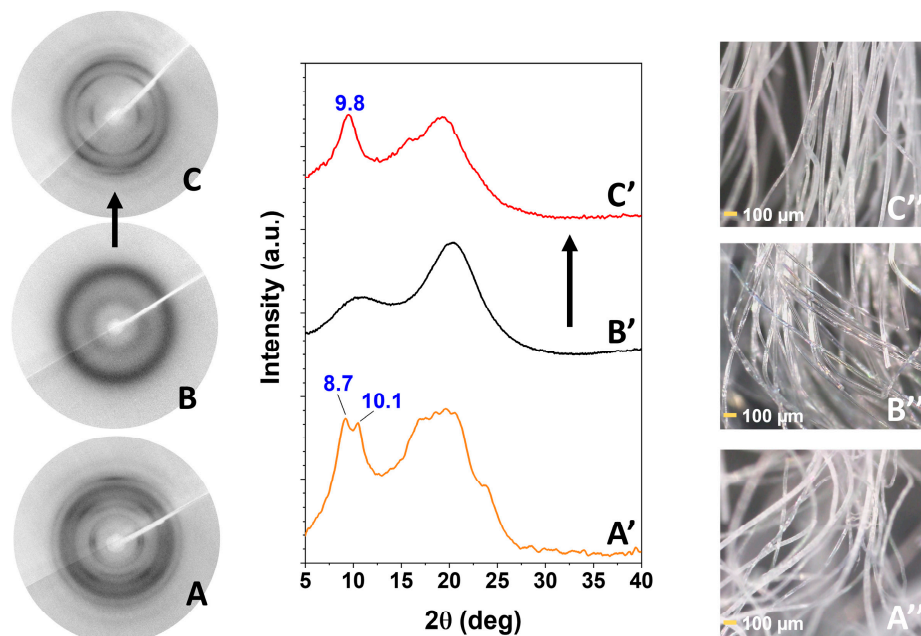 C
B
A
Intensity (a.u.)
9.8
C’
B’
8.7
10.1
A’
5 10 15 20 25 30 35 40
2θ (deg)
100 µm
C’’
100 µm
B’’
100 µm
A’’